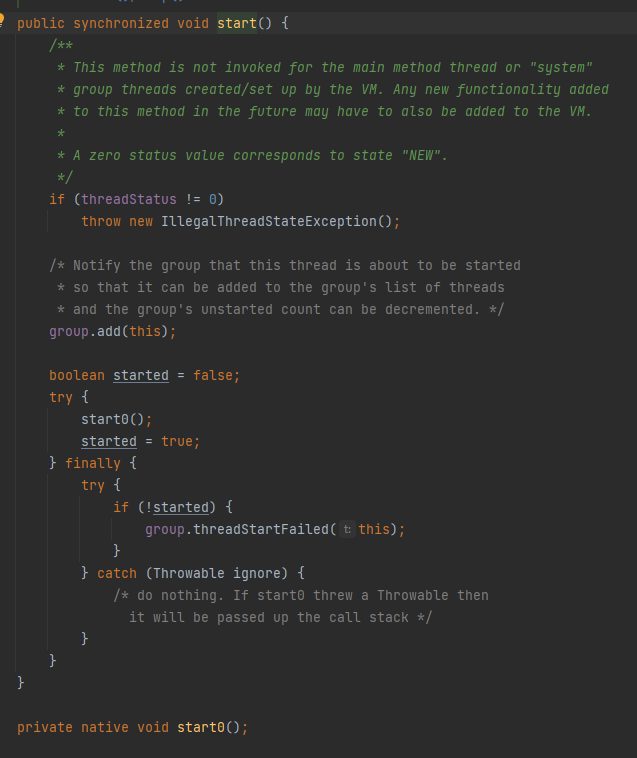 public synchronized void start() {
    /**
     * This method is not invoked for the main method thread or "system"
     * group threads created/set up by the VM. Any new functionality added
     * to this method in the future may have to also be added to the VM.
     *
     * A zero status value corresponds to state "NEW".
     */
    if (threadStatus != 0)
        throw new IllegalThreadStateException();

    /* Notify the group that this thread is about to be started
     * so that it can be added to the group's list of threads
     * and the group's unstarted count can be decremented. */
    group.add(this);

    boolean started = false;
    try {
        start0();
        started = true;
    } finally {
        try {
            if (!started) {
                group.threadStartFailed( t: this);
            }
        } catch (Throwable ignore) {
            /* do nothing. If start0 threw a Throwable then
              it will be passed up the call stack */
        }
    }
}

private native void start0();